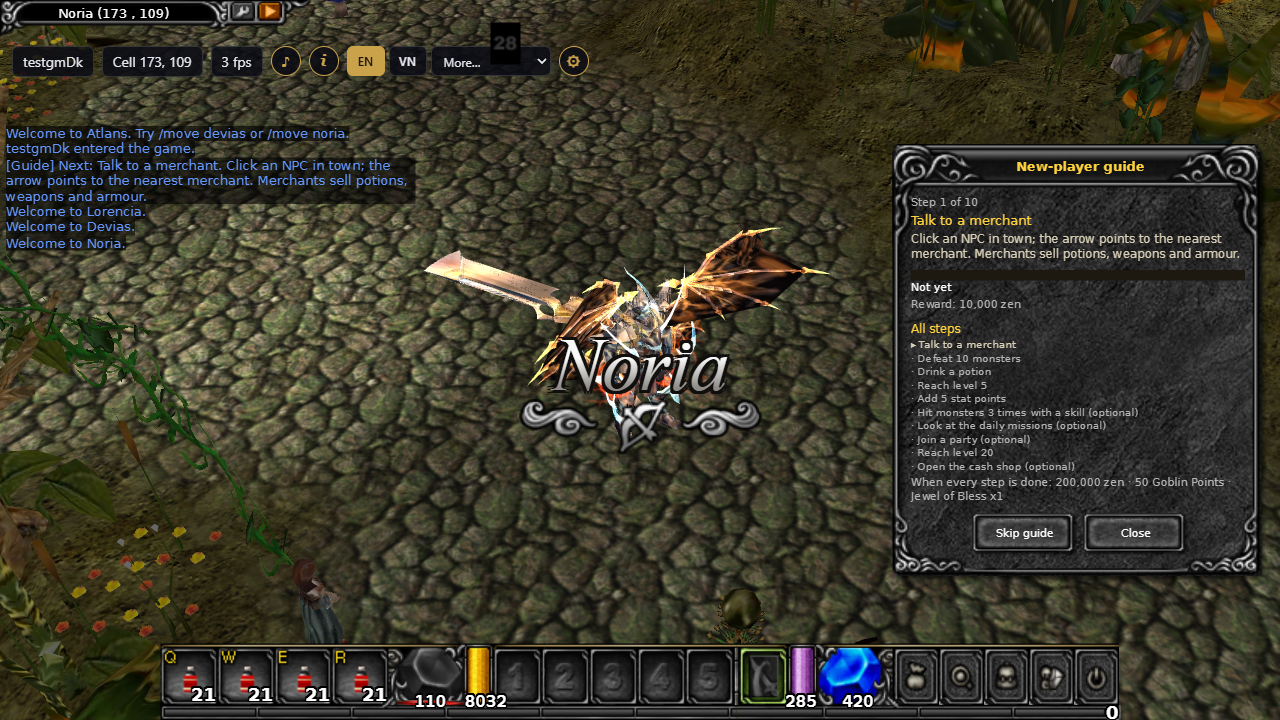 Noria (173 , 109)
28
testgmDk
Cell 173, 109
3 fps
♪
i
EN
VN
More...
Welcome to Atlans. Try /move devias or /move noria.
testgmDk entered the game.
[Guide] Next: Talk to a merchant. Click an NPC in town; the
arrow points to the nearest merchant. Merchants sell potions,
weapons and armour.
Welcome to Lorencia.
Welcome to Devias.
Welcome to Noria.
Noria
New-player guide
Step 1 of 10
Talk to a merchant
Click an NPC in town; the arrow points to the nearest
merchant. Merchants sell potions, weapons and armour.
Not yet
Reward: 10,000 zen
All steps
▸ Talk to a merchant
· Defeat 10 monsters
· Drink a potion
· Reach level 5
· Add 5 stat points
· Hit monsters 3 times with a skill (optional)
· Look at the daily missions (optional)
· Join a party (optional)
· Reach level 20
· Open the cash shop (optional)
When every step is done: 200,000 zen · 50 Goblin Points ·
Jewel of Bless x1
Skip guide
Close
Q W E R
21 21 21 21 110 8032 1 2 3 4 5 285 420
0